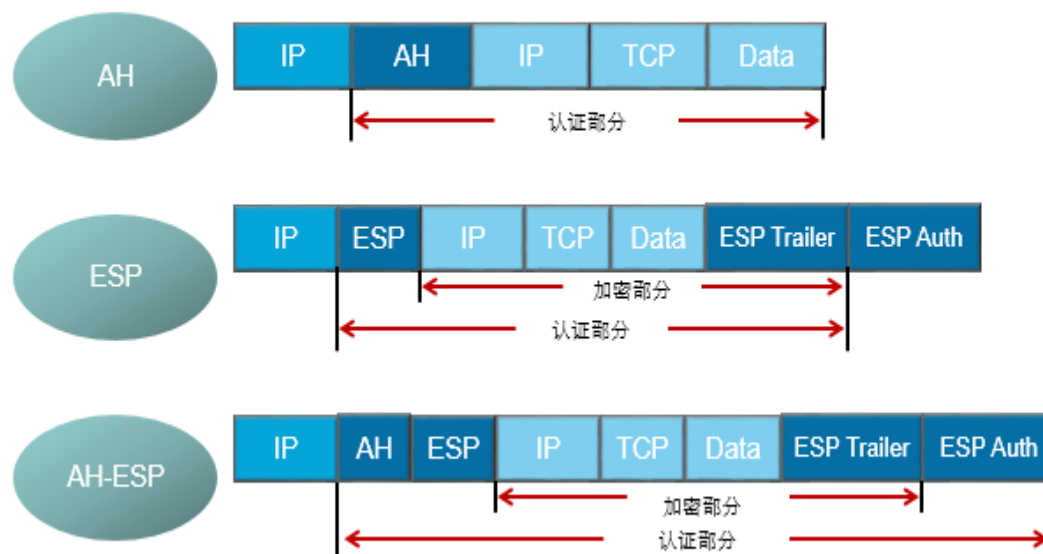 AH
IP AH IP TCP Data
认证部分
ESP
IP ESP IP TCP Data ESP Trailer ESP Auth
加密部分
认证部分
AH-ESP
IP AH ESP IP TCP Data ESP Trailer ESP Auth
加密部分
认证部分